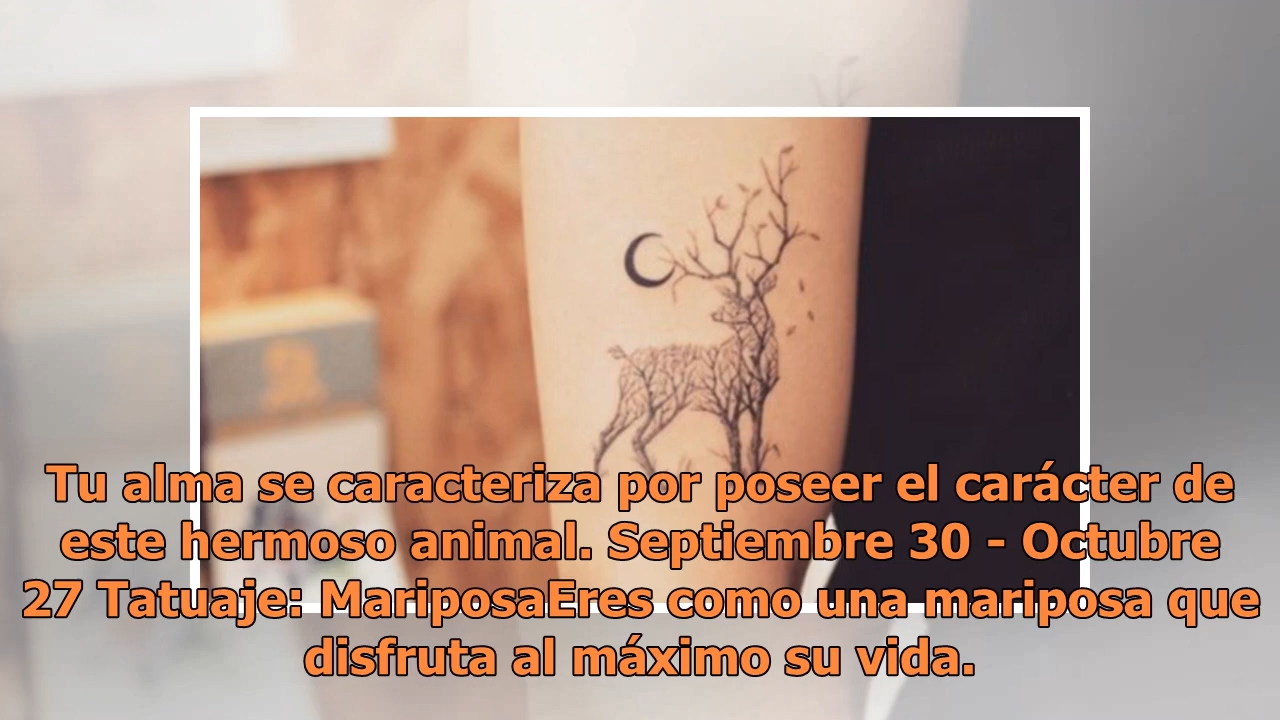 Tu alma se caracteriza por poseer el carácter de
este hermoso animal. Septiembre 30 - Octubre
27 Tatuaje: MariposaEres como una mariposa que
disfruta al máximo su vida.